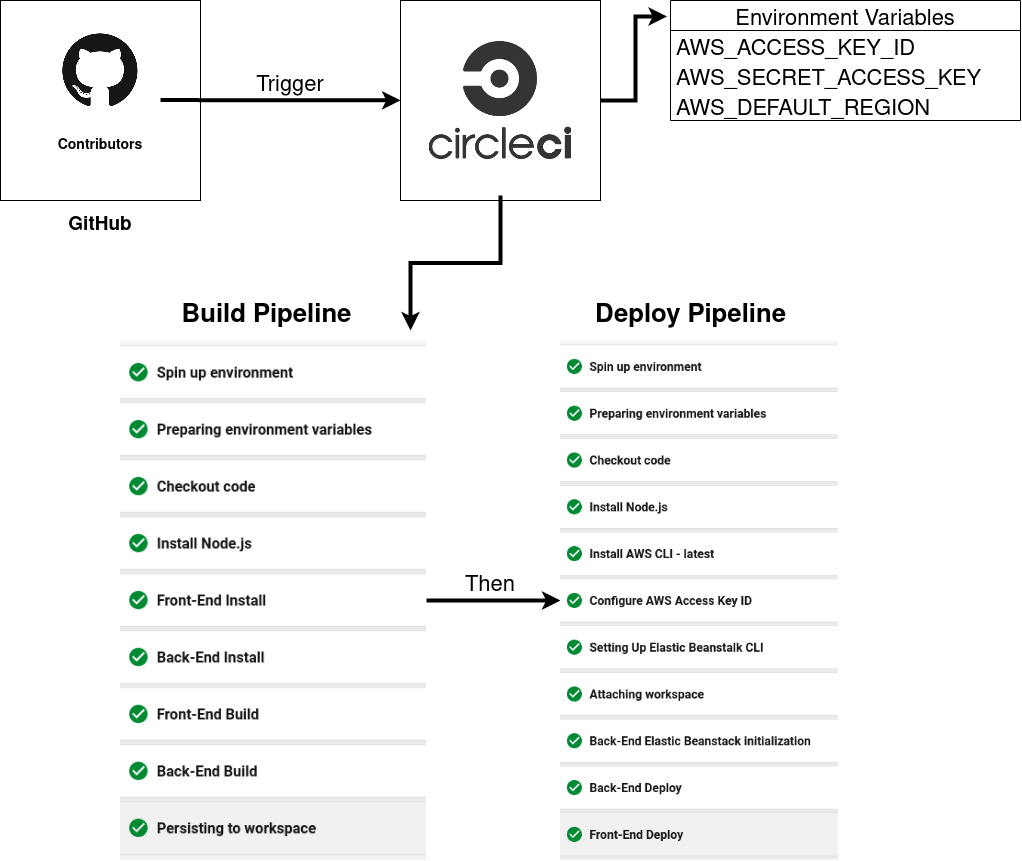 Contributors
GitHub
Trigger
circleci
Environment Variables
AWS_ACCESS_KEY_ID
AWS_SECRET_ACCESS_KEY
AWS_DEFAULT_REGION
Build Pipeline
Spin up environment
Preparing environment variables
Checkout code
Install Node.js
Front-End Install
Back-End Install
Front-End Build
Back-End Build
Persisting to workspace
Then
Deploy Pipeline
Spin up environment
Preparing environment variables
Checkout code
Install Node.js
Install AWS CLI - latest
Configure AWS Access Key ID
Setting Up Elastic Beanstalk CLI
Attaching workspace
Back-End Elastic Beanstack initialization
Back-End Deploy
Front-End Deploy